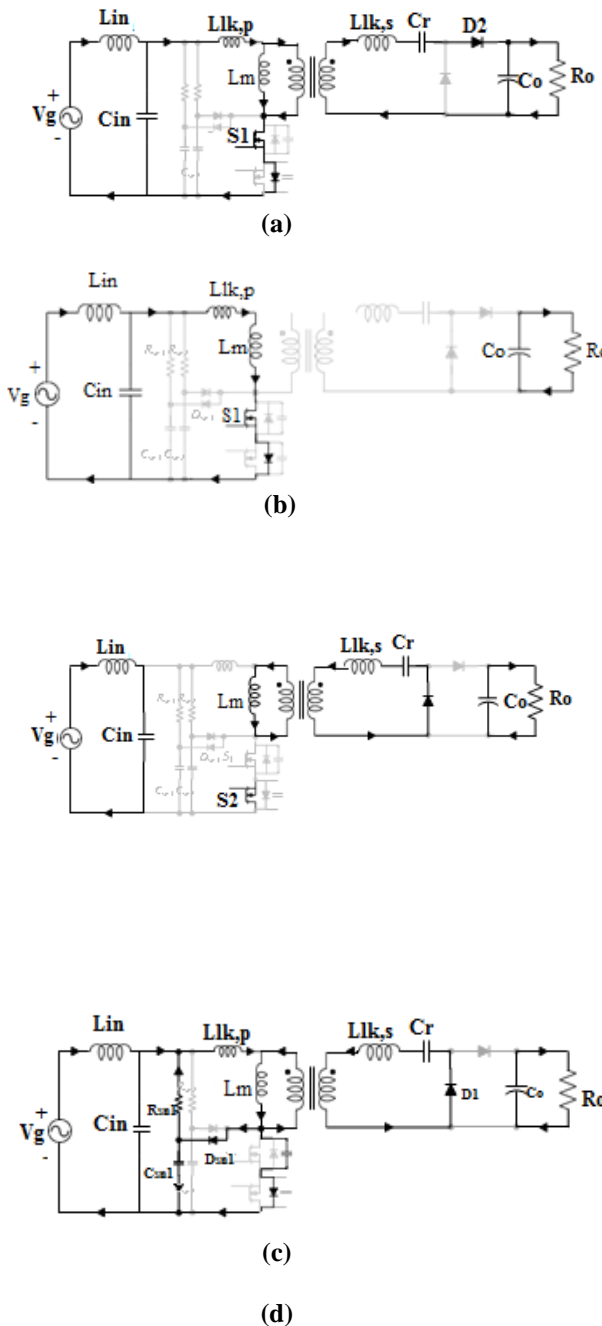 Lin
Llk,p
Llk,s
Cr
D2
Lm
Co
Ro
+
Vg
-
Cin
S1
(a)
Lin
Llk,p
Lm
Co
+
Vg
-
Cin
S1
(b)
Lin
Llk,s
Cr
Lm
Co
Ro
+
Vg
-
Cin
S2
Lin
Llk,p
Llk,s
Cr
Lm
D1
Co
Ro
+
Vg
-
Cin
Rsn1
Dsn1
Csn1
(c)
(d)